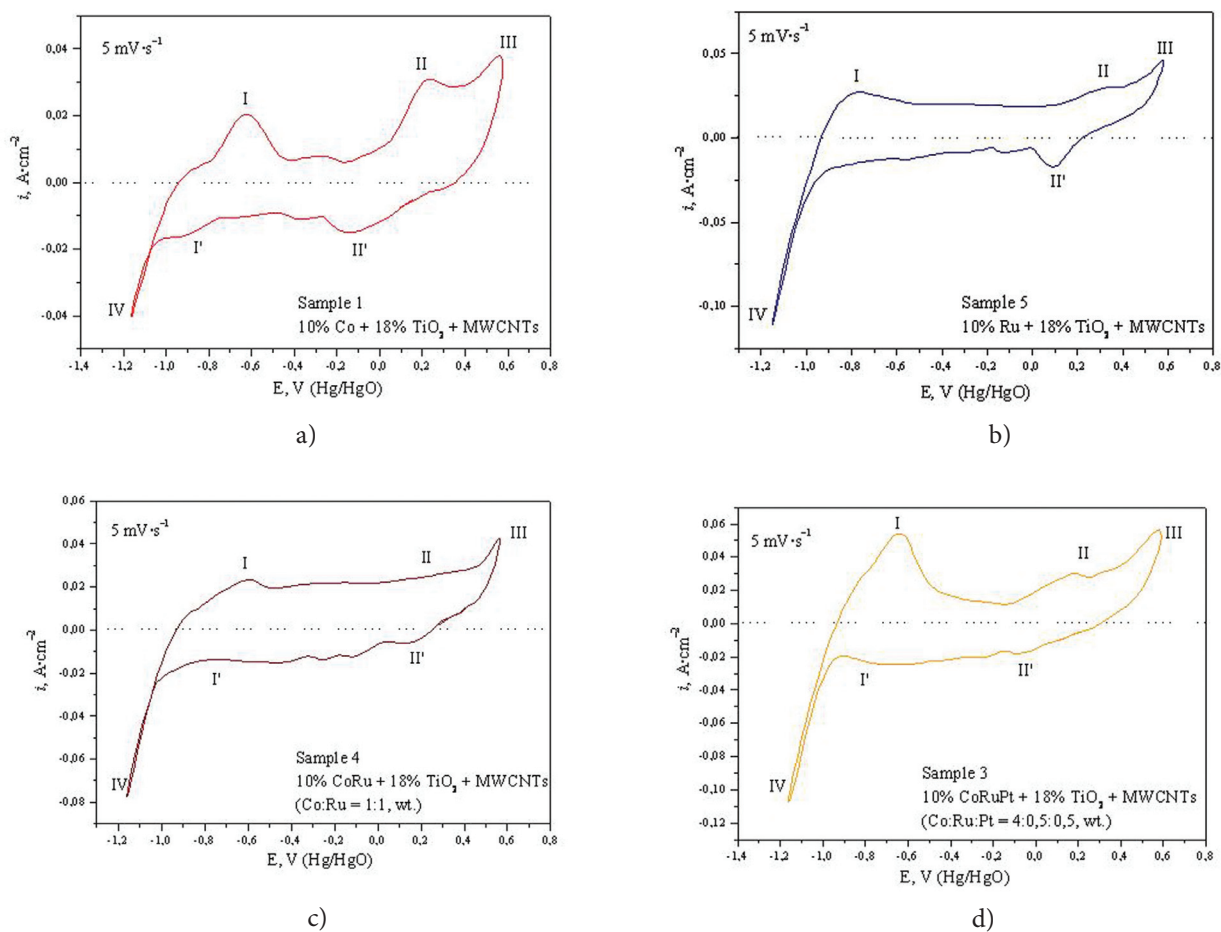 5 mV·s⁻¹
I
II
III
I'
II'
IV
Sample 1
10% Co + 18% TiO₂ + MWCNTs
0,04
0,02
0,00
-0,02
-0,04
i, A·cm⁻²
-1,4 -1,2 -1,0 -0,8 -0,6 -0,4 -0,2 0,0 0,2 0,4 0,6 0,8
E, V (Hg/HgO)
a)
5 mV·s⁻¹
I
II
III
II'
IV
Sample 5
10% Ru + 18% TiO₂ + MWCNTs
0,05
0,00
-0,05
-0,10
i, A·cm⁻²
-1,2 -1,0 -0,8 -0,6 -0,4 -0,2 0,0 0,2 0,4 0,6 0,8
E, V (Hg/HgO)
b)
5 mV·s⁻¹
I
II
III
I'
II'
IV
Sample 4
10% CoRu + 18% TiO₂ + MWCNTs
(Co:Ru = 1:1, wt.)
0,06
0,04
0,02
0,00
-0,02
-0,04
-0,06
-0,08
i, A·cm⁻²
-1,2 -1,0 -0,8 -0,6 -0,4 -0,2 0,0 0,2 0,4 0,6 0,8
E, V (Hg/HgO)
c)
5 mV·s⁻¹
I
II
III
I'
II'
IV
Sample 3
10% CoRuPt + 18% TiO₂ + MWCNTs
(Co:Ru:Pt = 4:0,5:0,5, wt.)
0,06
0,04
0,02
0,00
-0,02
-0,04
-0,06
-0,08
-0,10
-0,12
i, A·cm⁻²
-1,4 -1,2 -1,0 -0,8 -0,6 -0,4 -0,2 0,0 0,2 0,4 0,6 0,8
E, V (Hg/HgO)
d)